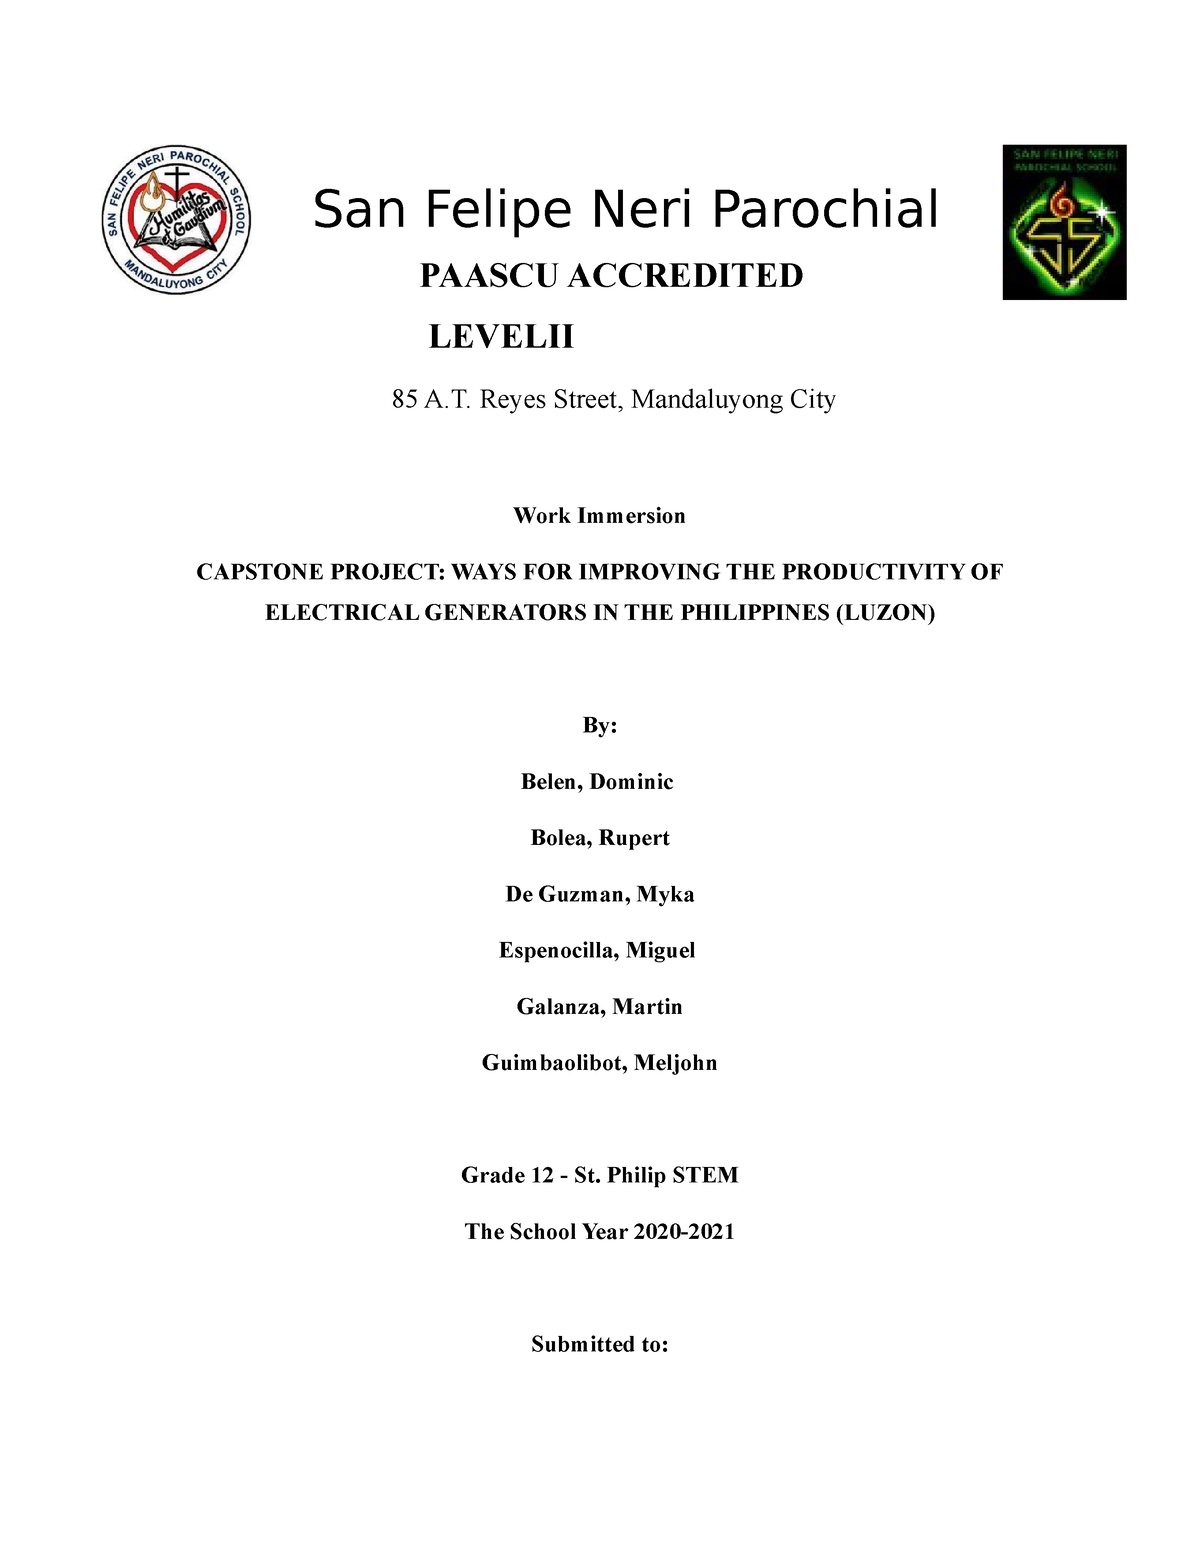 SAN FELIPE NERI PAROCHIAL SCHOOL
MANDALUYONG CITY
Humilitas
et Gaudium
SAN FELIPE NERI
PAROCHIAL SCHOOL
San Felipe Neri Parochial
PAASCU ACCREDITED
LEVELII
85 A.T. Reyes Street, Mandaluyong City
Work Immersion
CAPSTONE PROJECT: WAYS FOR IMPROVING THE PRODUCTIVITY OF
ELECTRICAL GENERATORS IN THE PHILIPPINES (LUZON)
By:
Belen, Dominic
Bolea, Rupert
De Guzman, Myka
Espenocilla, Miguel
Galanza, Martin
Guimbaolibot, Meljohn
Grade 12 - St. Philip STEM
The School Year 2020-2021
Submitted to: